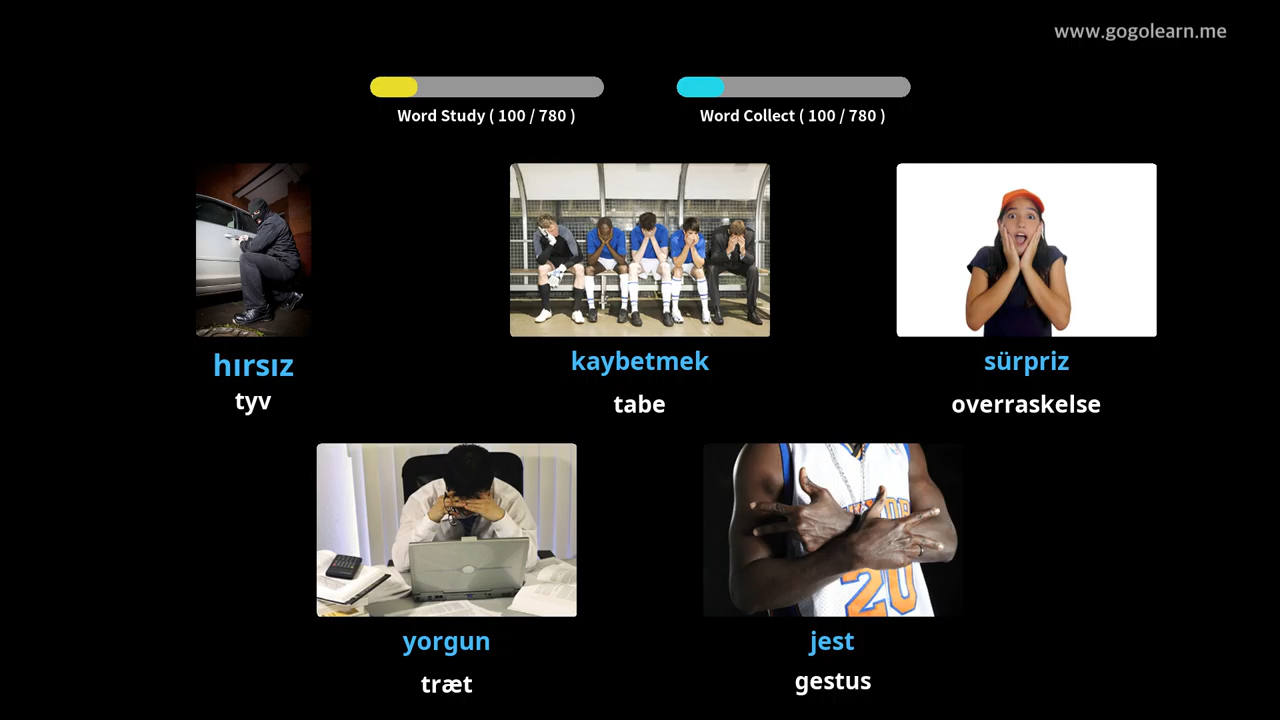 www.gogolearn.me
Word Study ( 100 / 780 )
Word Collect ( 100 / 780 )
hırsız
tyv
kaybetmek
tabe
sürpriz
overraskelse
yorgun
træt
jest
gestus
20